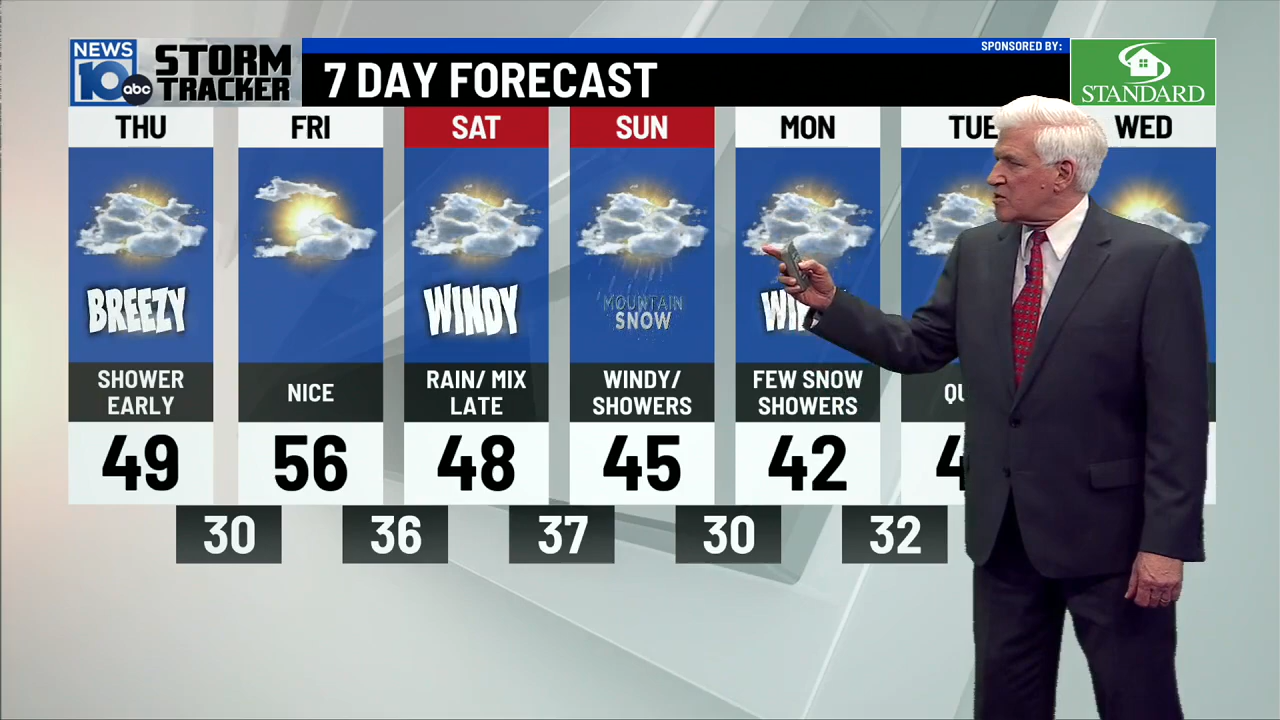 NEWS
10
abc
STORM
TRACKER
7 DAY FORECAST
SPONSORED BY:
STANDARD
THU
FRI
SAT
SUN
MON
TUE
WED
BREEZY
WINDY
MOUNTAIN
SNOW
SHOWER
EARLY
NICE
RAIN/ MIX
LATE
WINDY/
SHOWERS
FEW SNOW
SHOWERS
49
56
48
45
42
30
36
37
30
32